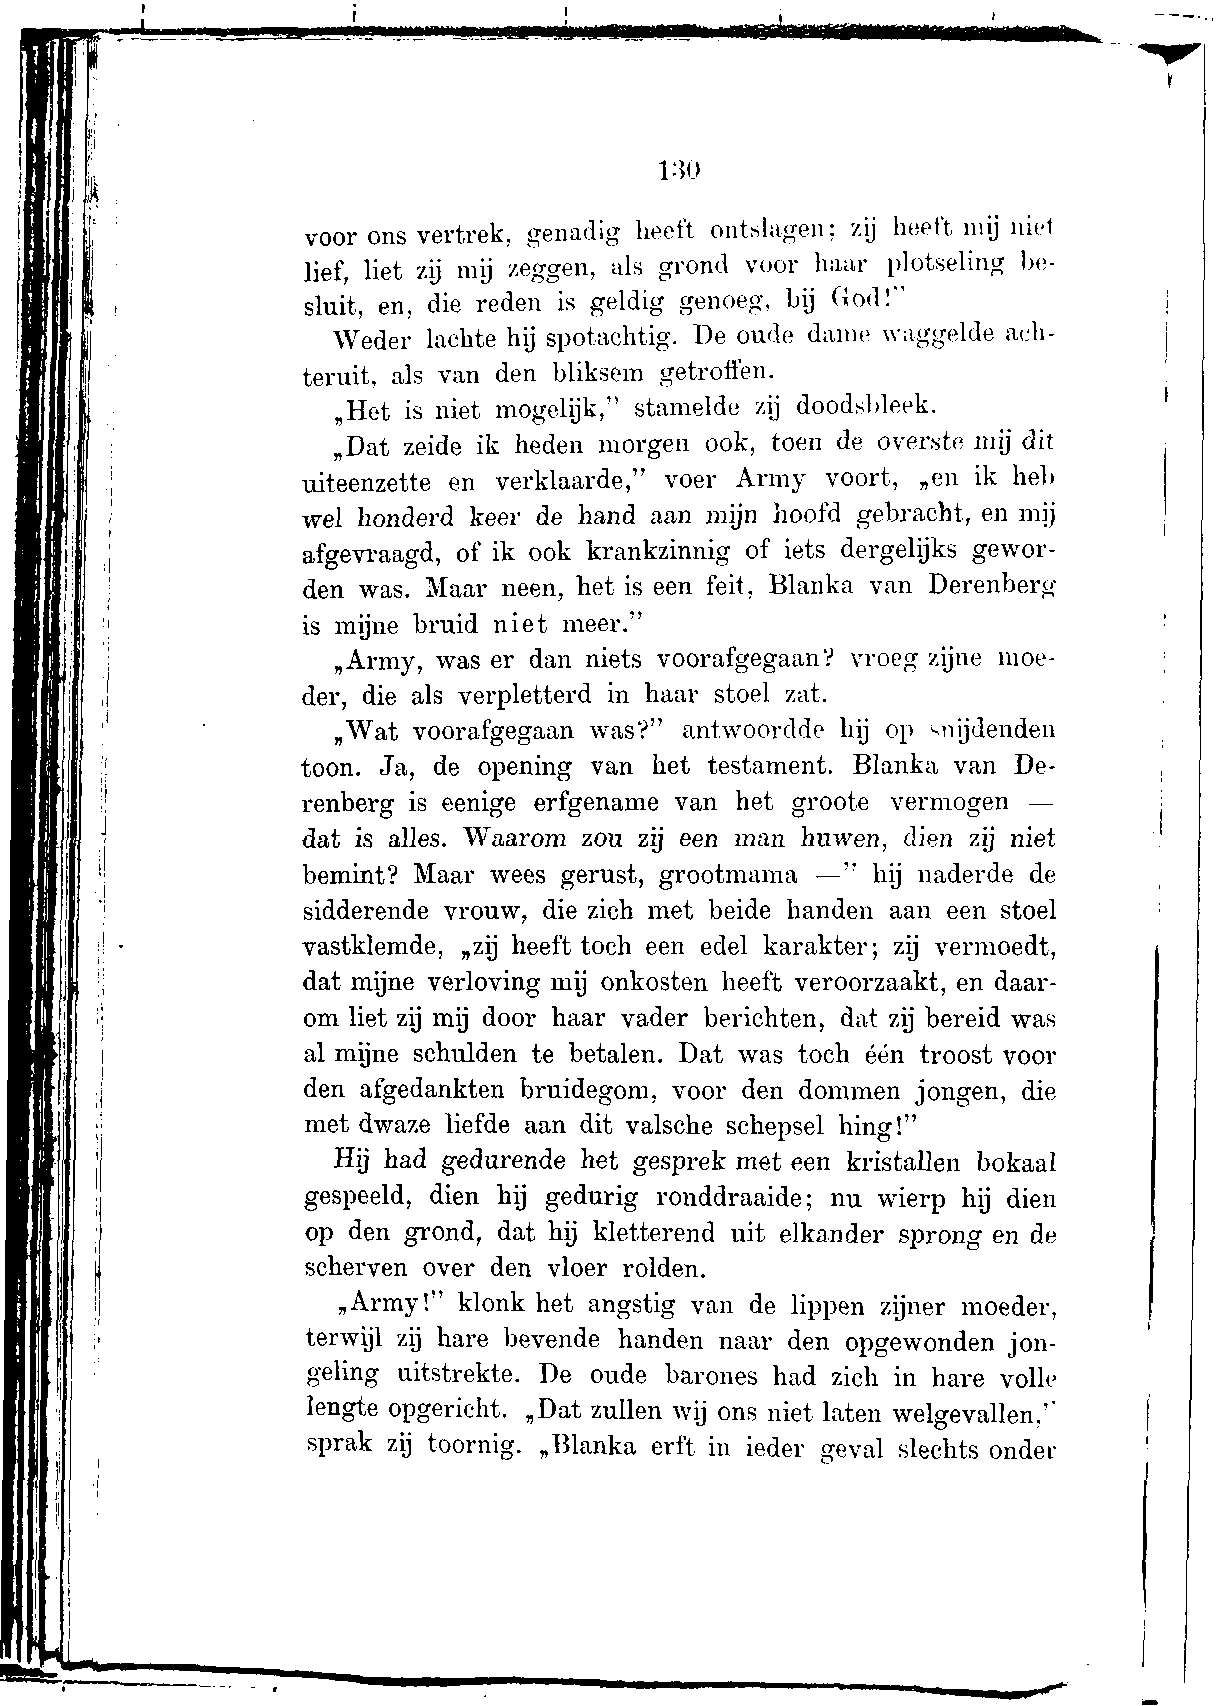 130
voor ons vertrek, genadig heeft ontslagen; zij heeft mij niet
lief, liet zij mij zeggen, als grond voor haar plotseling be-
sluit, en, die reden is geldig genoeg, bij God!”
Weder lachte hij spotachtig. De oude dame waggelde ach-
teruit, als van den bliksem getroffen.
„Het is niet mogelijk,” stamelde zij doodsbleek.
„Dat zeide ik heden morgen ook, toen de overste mij dit
uiteenzette en verklaarde,” voer Army voort, „en ik heb
wel honderd keer de hand aan mijn hoofd gebracht, en mij
afgevraagd, of ik ook krankzinnig of iets dergelijks gewor-
den was. Maar neen, het is een feit, Blanka van Derenberg
is mijne bruid niet meer.”
„Army, was er dan niets voorafgegaan? vroeg zijne moe-
der, die als verpletterd in haar stoel zat.
„Wat voorafgegaan was?” antwoordde hij op snijdenden
toon. Ja, de opening van het testament. Blanka van De-
renberg is eenige erfgename van het groote vermogen —
dat is alles. Waarom zou zij een man huwen, dien zij niet
bemint? Maar wees gerust, grootmama —” hij naderde de
sidderende vrouw, die zich met beide handen aan een stoel
vastklemde, „zij heeft toch een edel karakter; zij vermoedt,
dat mijne verloving mij onkosten heeft veroorzaakt, en daar-
om liet zij mij door haar vader berichten, dat zij bereid was
al mijne schulden te betalen. Dat was toch één troost voor
den afgedankten bruidegom, voor den dommen jongen, die
met dwaze liefde aan dit valsche schepsel hing!”
Hij had gedurende het gesprek met een kristallen bokaal
gespeeld, dien hij gedurig ronddraaide; nu wierp hij dien
op den grond, dat hij kletterend uit elkander sprong en de
scherven over den vloer rolden.
„Army!” klonk het angstig van de lippen zijner moeder,
terwijl zij hare bevende handen naar den opgewonden jon-
geling uitstrekte. De oude barones had zich in hare volle
lengte opgericht. „Dat zullen wij ons niet laten welgevallen,”
sprak zij toornig. „Blanka erft in ieder geval slechts onder